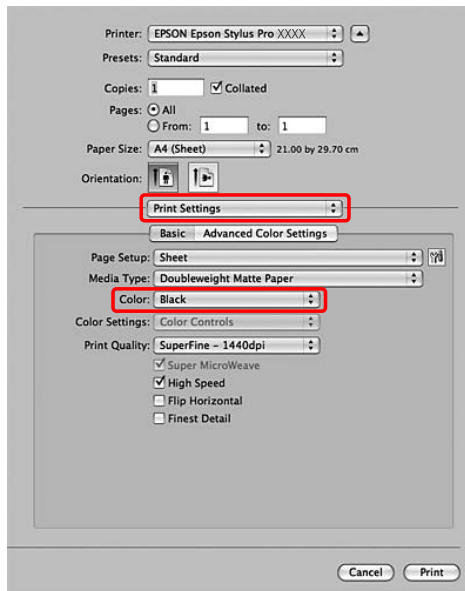 Printer: EPSON Epson Stylus Pro XXXX
Presets: Standard
Copies: 1 Collated
Pages: All
From: 1 to: 1
Paper Size: A4 (Sheet) 21.00 by 29.70 cm
Orientation:
Print Settings
Basic Advanced Color Settings
Page Setup: Sheet
Media Type: Doubleweight Matte Paper
Color: Black
Color Settings: Color Controls
Print Quality: SuperFine – 1440dpi
Super MicroWeave
High Speed
Flip Horizontal
Finest Detail
Cancel Print